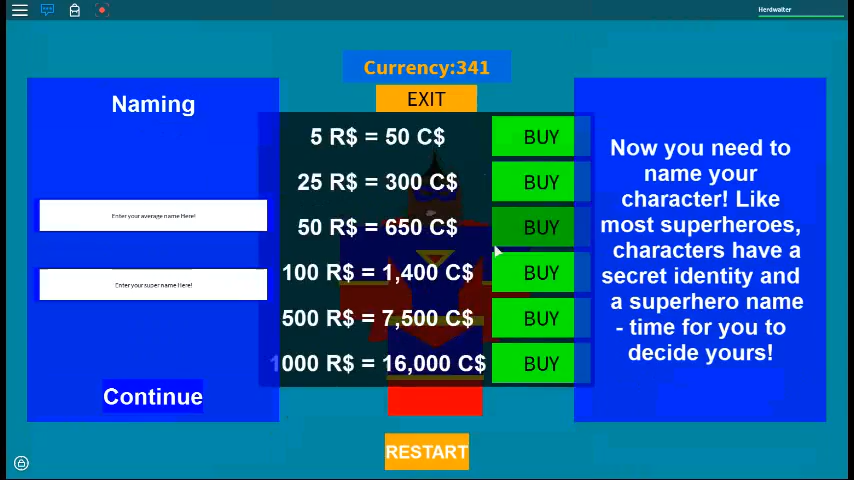 Herdwalter
Currency:341
EXIT
Naming
Enter your average name Here!
Enter your super name Here!
Continue
5 R$ = 50 C$ BUY
25 R$ = 300 C$ BUY
50 R$ = 650 C$ BUY
100 R$ = 1,400 C$ BUY
500 R$ = 7,500 C$ BUY
1000 R$ = 16,000 C$ BUY
Now you need to
name your
character! Like
most superheroes,
characters have a
secret identity and
a superhero name
- time for you to
decide yours!
RESTART